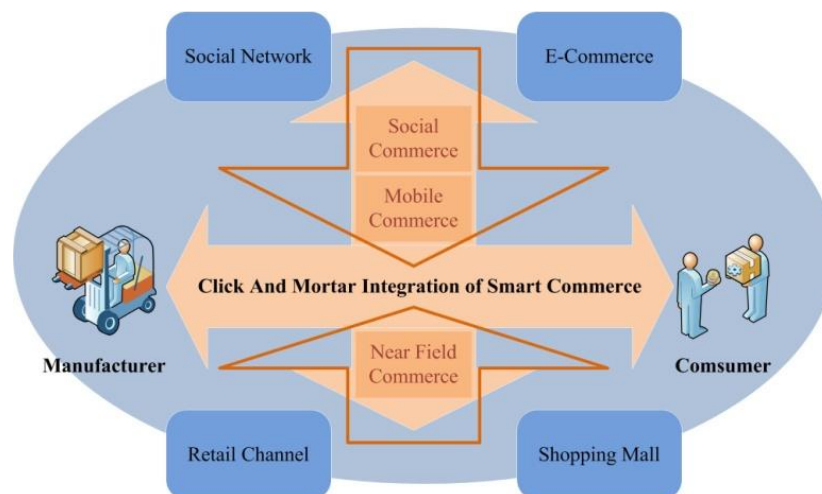 Social Network
E-Commerce
Social
Commerce
Mobile
Commerce
Click And Mortar Integration of Smart Commerce
Manufacturer
Near Field
Commerce
Comsumer
Retail Channel
Shopping Mall